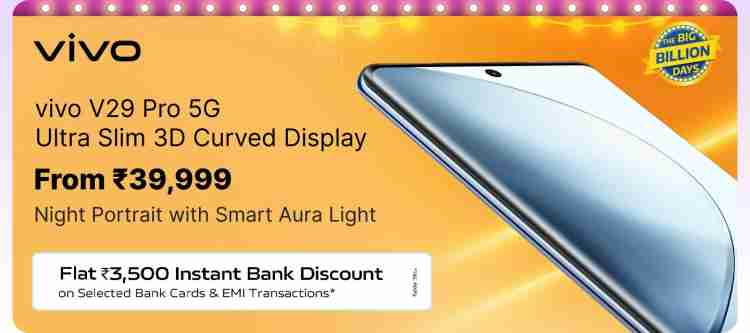 vivo
THE BIG
BILLION
DAYS
vivo V29 Pro 5G
Ultra Slim 3D Curved Display
From ₹39,999
Night Portrait with Smart Aura Light
Flat ₹3,500 Instant Bank Discount
on Selected Bank Cards & EMI Transactions*